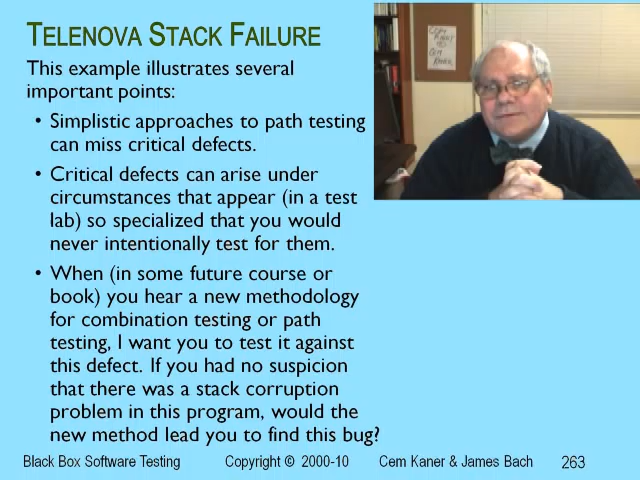 TELENOVA STACK FAILURE
This example illustrates several
important points:
• Simplistic approaches to path testing
can miss critical defects.
• Critical defects can arise under
circumstances that appear (in a test
lab) so specialized that you would
never intentionally test for them.
• When (in some future course or
book) you hear a new methodology
for combination testing or path
testing, I want you to test it against
this defect. If you had no suspicion
that there was a stack corruption
problem in this program, would the
new method lead you to find this bug?
Black Box Software Testing Copyright © 2000-10 Cem Kaner & James Bach 263